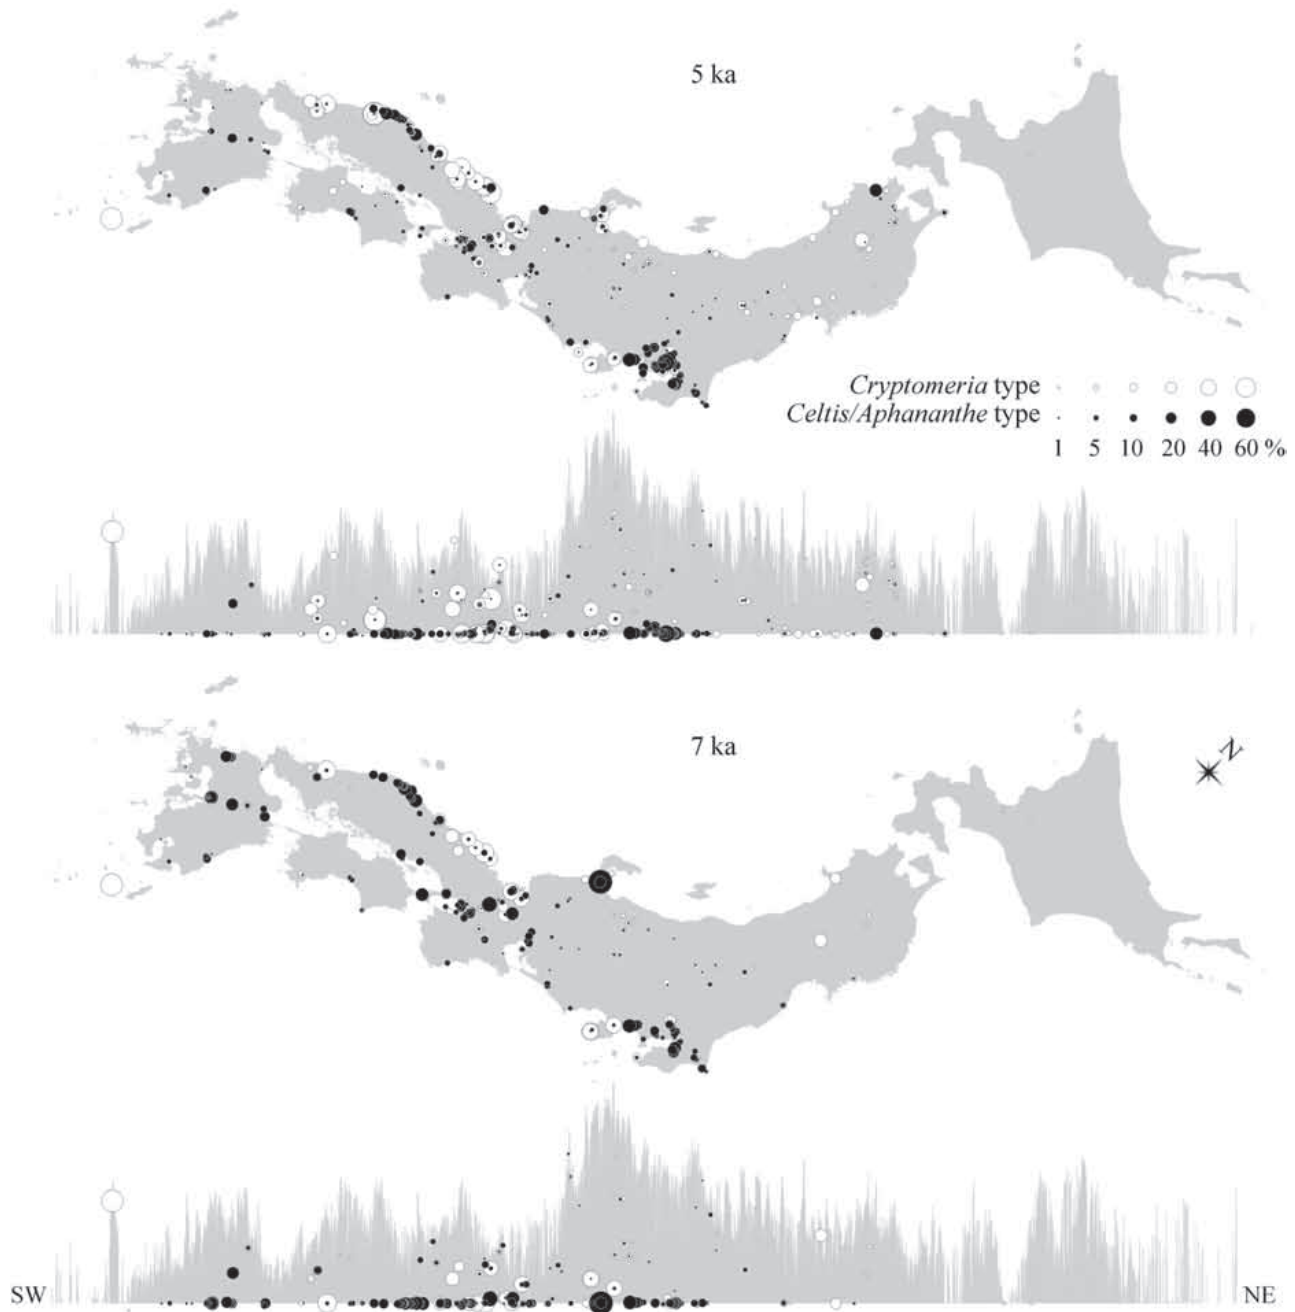 5 ka
Cryptomeria type
Celtis/Aphananthe type
1 5 10 20 40 60 %
7 ka
N
SW NE